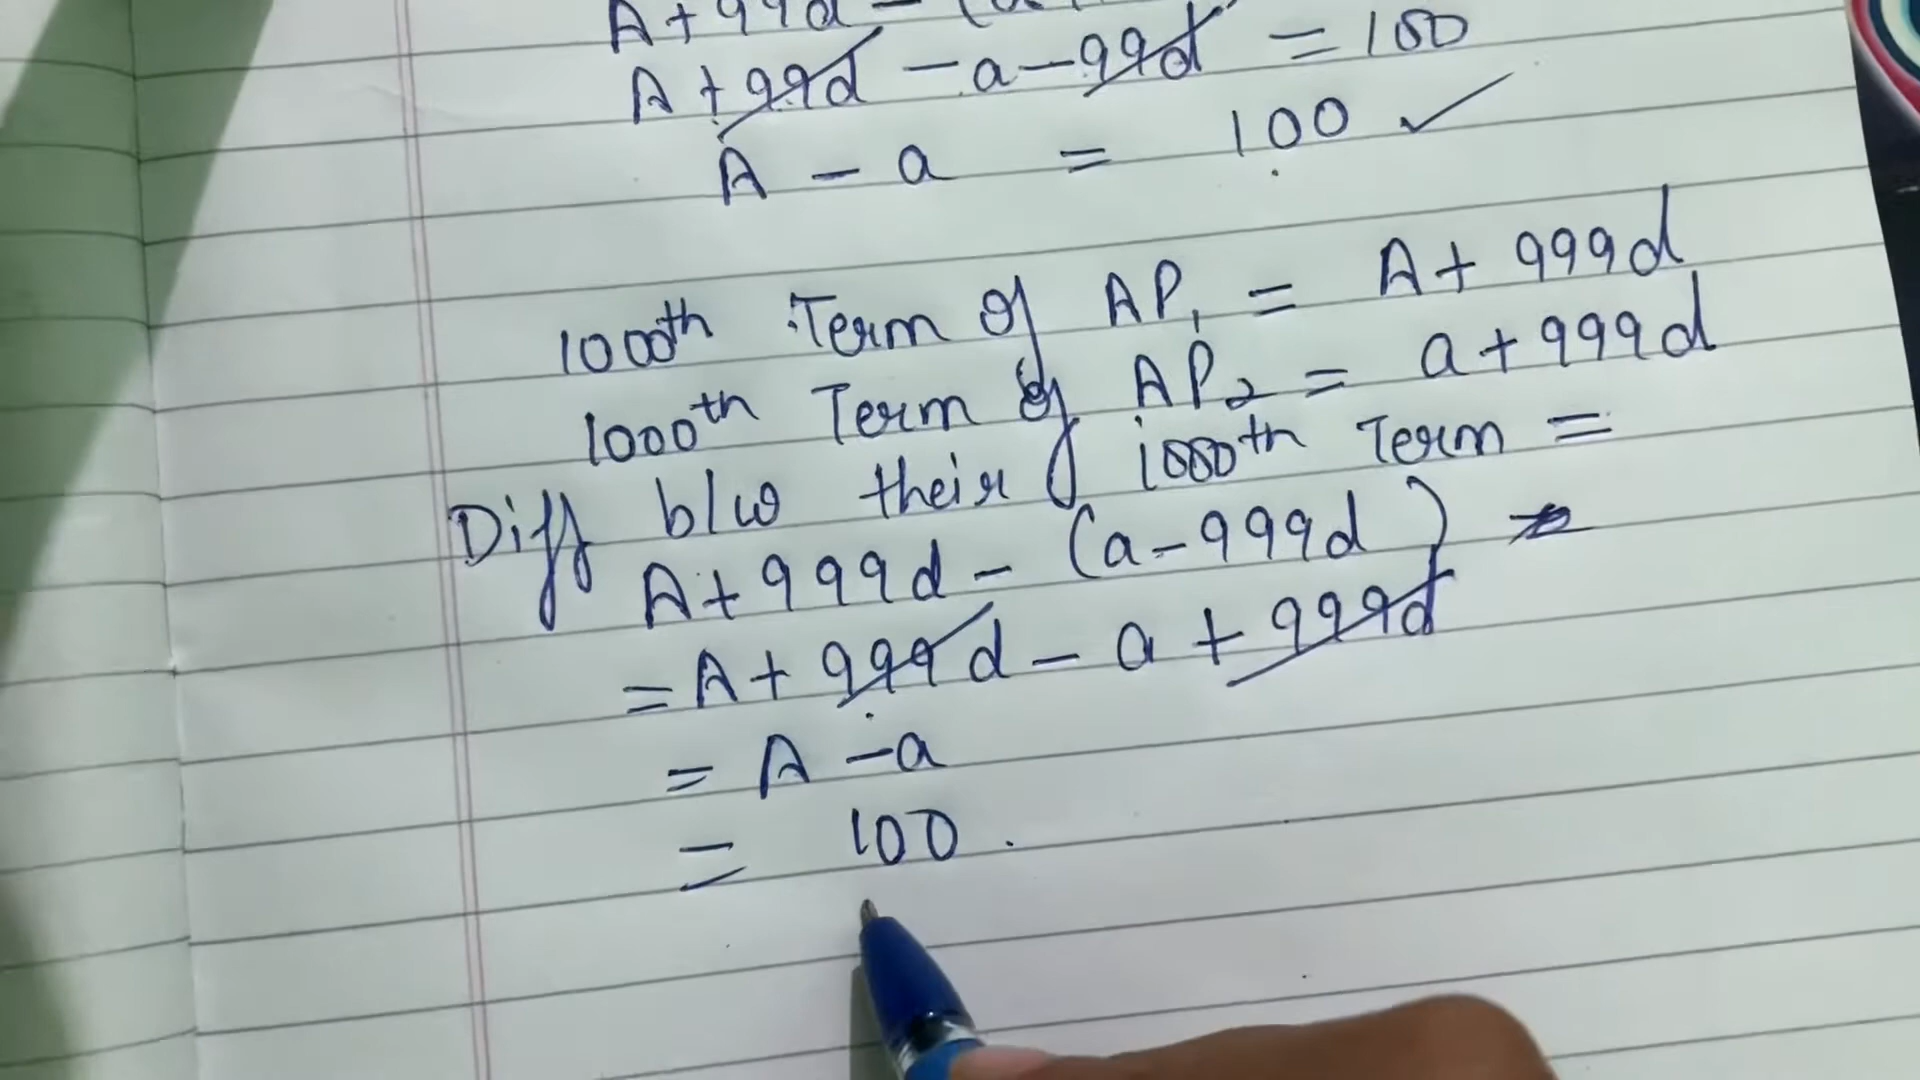 A + 99d - (a
A + 99d - a - 99d = 100
A - a = 100 ✓
1000th Term of AP₁ = A + 999d
1000th Term of AP₂ = a + 999d
Diff b/w their 1000th Term =
A + 999d - (a - 999d)
= A + 999d - a + 999d
= A - a
= 100.